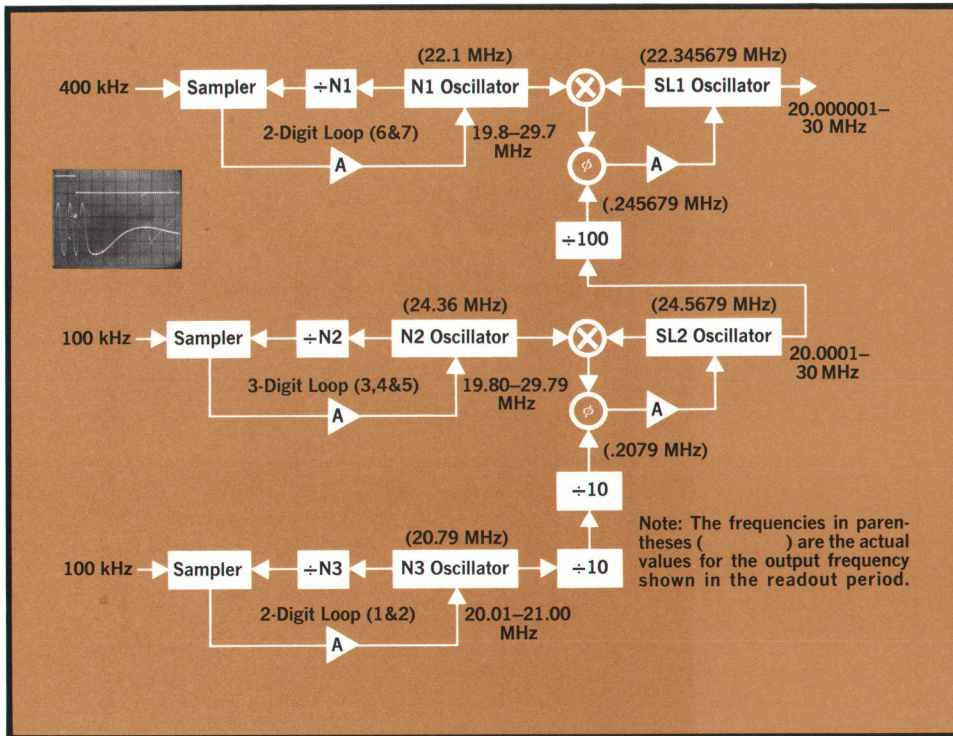 (22.1 MHz)
(22.345679 MHz)
400 kHz
Sampler
÷N1
N1 Oscillator
SL1 Oscillator
2-Digit Loop (6&7)
19.8–29.7
MHz
20.000001–
30 MHz
A
A
ϕ
(.245679 MHz)
÷100
(24.36 MHz)
(24.5679 MHz)
100 kHz
Sampler
÷N2
N2 Oscillator
SL2 Oscillator
3-Digit Loop (3,4&5)
19.80–29.79
MHz
20.0001–
30 MHz
A
A
ϕ
(.2079 MHz)
÷10
(20.79 MHz)
100 kHz
Sampler
÷N3
N3 Oscillator
÷10
2-Digit Loop (1&2)
20.01–21.00
MHz
A
Note: The frequencies in paren-
theses ( ) are the actual
values for the output frequency
shown in the readout period.